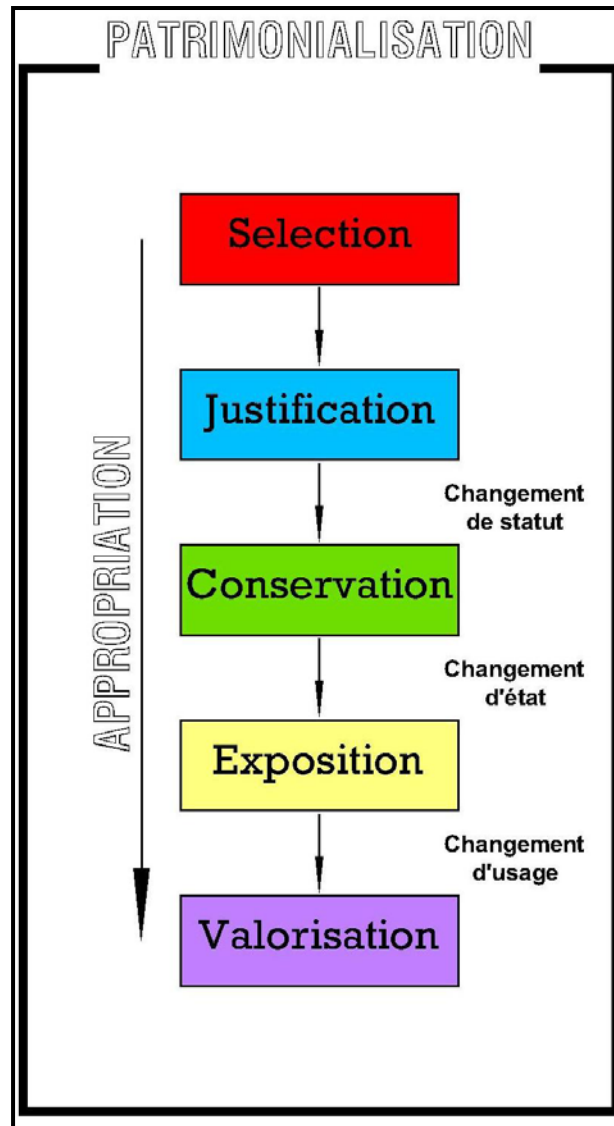 PATRIMONIALISATION
Selection
Justification
Changement
de statut
APPROPRIATION
Conservation
Changement
d'état
Exposition
Changement
d'usage
Valorisation